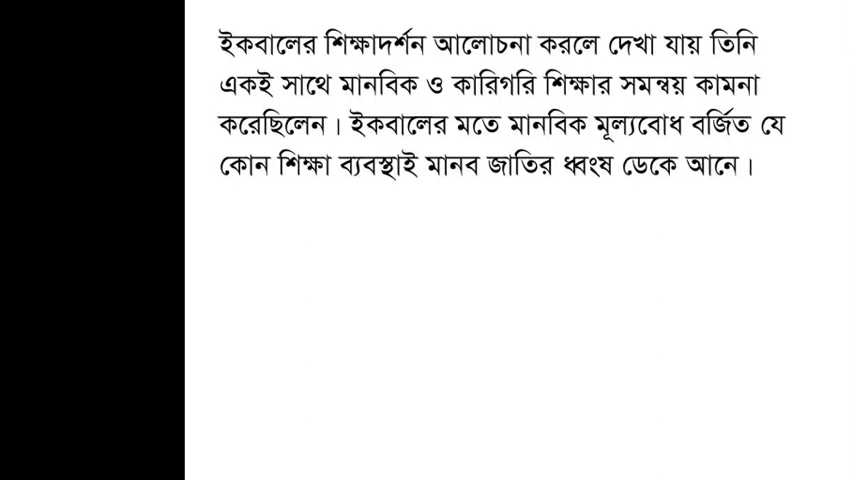 ইকবালের শিক্ষাদর্শন আলোচনা করলে দেখা যায় তিনি
একই সাথে মানবিক ও কারিগরি শিক্ষার সমন্বয় কামনা
করেছিলেন। ইকবালের মতে মানবিক মূল্যবোধ বর্জিত যে
কোন শিক্ষা ব্যবস্থাই মানব জাতির ধ্বংষ ডেকে আনে।